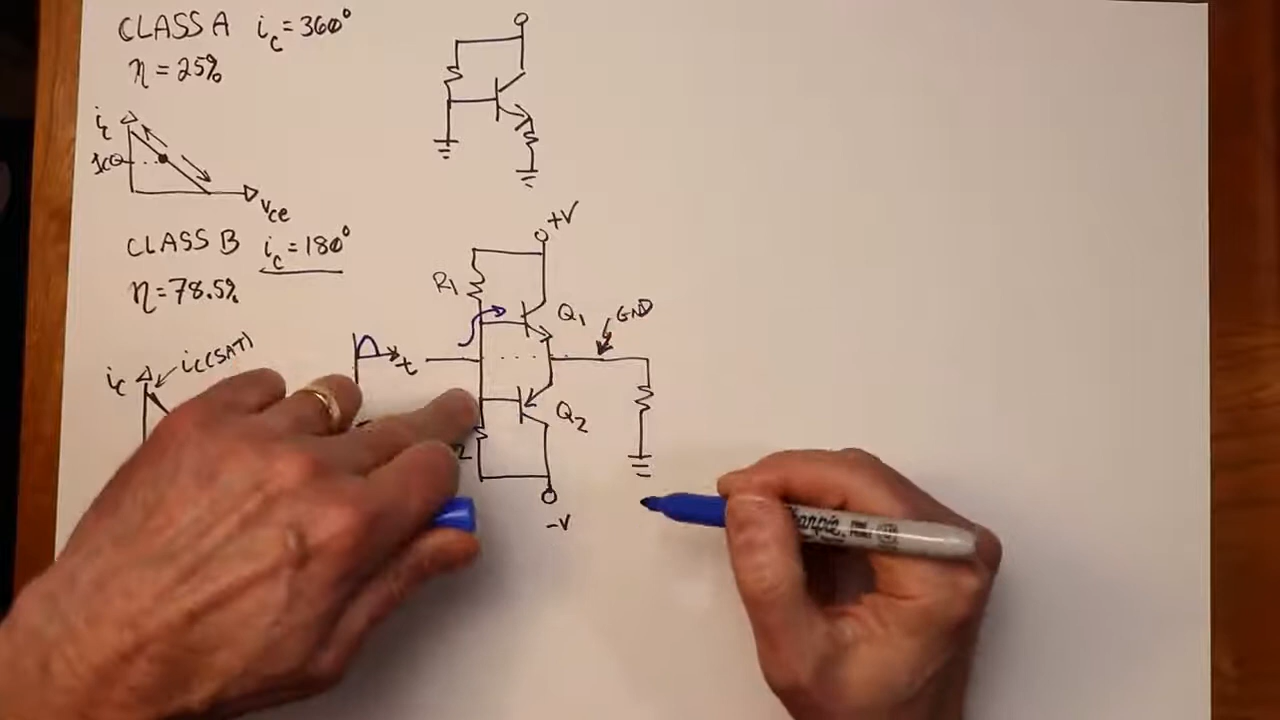 CLASS A i_c = 360°
η = 25%
i_c
I_CQ
V_ce
CLASS B i_c = 180°
η = 78.5%
+V
R1
Q1
GND
t
i_c
i_c(SAT)
Q2
2
-V
Sharpie